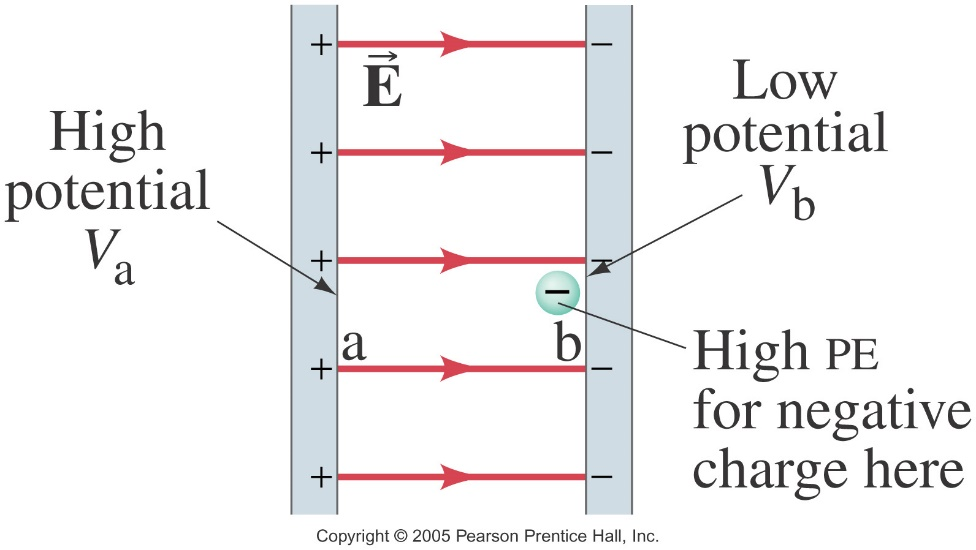 + −
E⃗
+ −
+ −
−
+ −
+ −
High
potential
Va
Low
potential
Vb
a
b
High PE
for negative
charge here
Copyright © 2005 Pearson Prentice Hall, Inc.